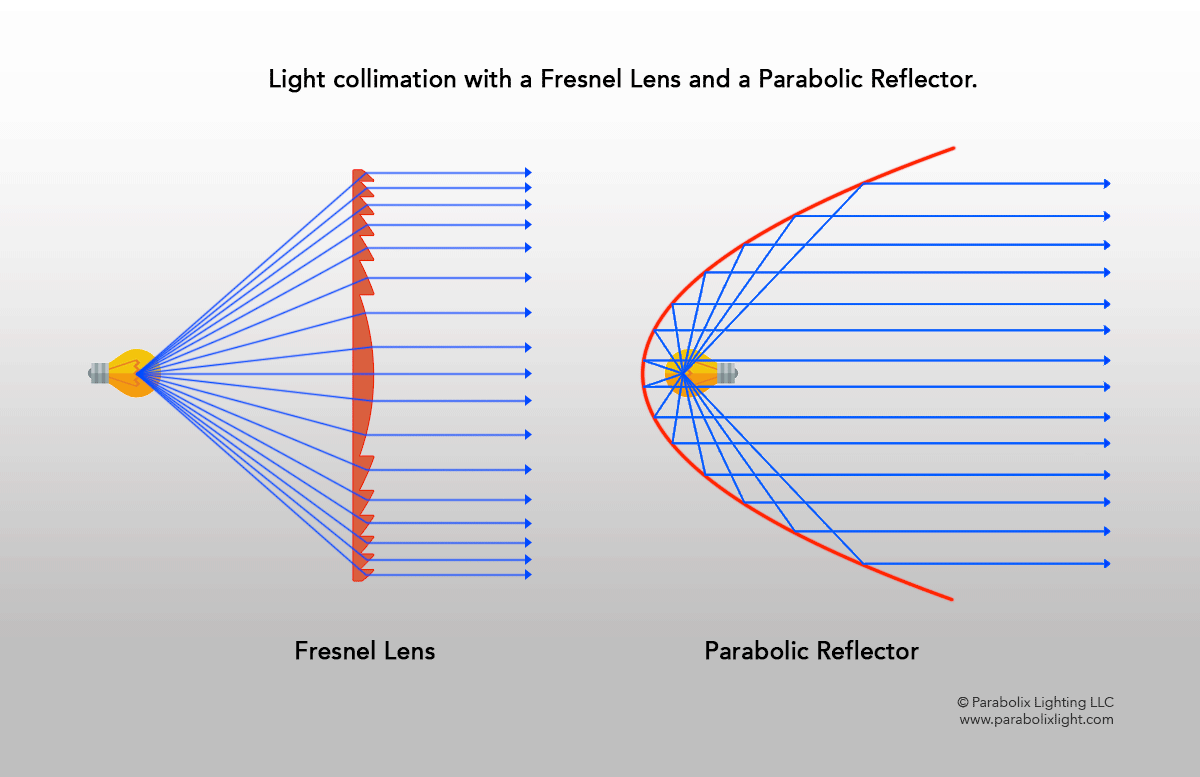 Light collimation with a Fresnel Lens and a Parabolic Reflector.
Fresnel Lens
Parabolic Reflector
© Parabolix Lighting LLC
www.parabolixlight.com